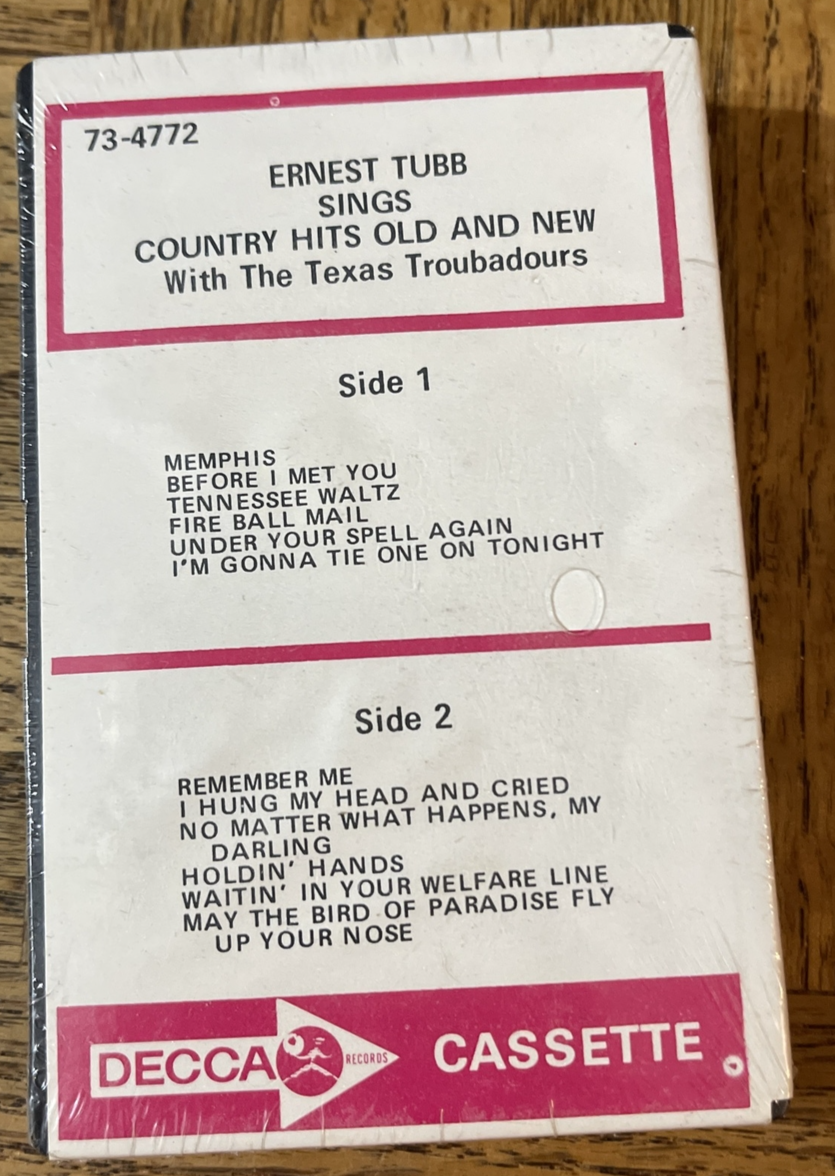 73-4772
ERNEST TUBB
SINGS
COUNTRY HITS OLD AND NEW
With The Texas Troubadours
Side 1
MEMPHIS
BEFORE I MET YOU
TENNESSEE WALTZ
FIRE BALL MAIL
UNDER YOUR SPELL AGAIN
I'M GONNA TIE ONE ON TONIGHT
Side 2
REMEMBER ME
I HUNG MY HEAD AND CRIED
NO MATTER WHAT HAPPENS, MY
DARLING
HOLDIN' HANDS
WAITIN' IN YOUR WELFARE LINE
MAY THE BIRD OF PARADISE FLY
UP YOUR NOSE
DECCA RECORDS CASSETTE